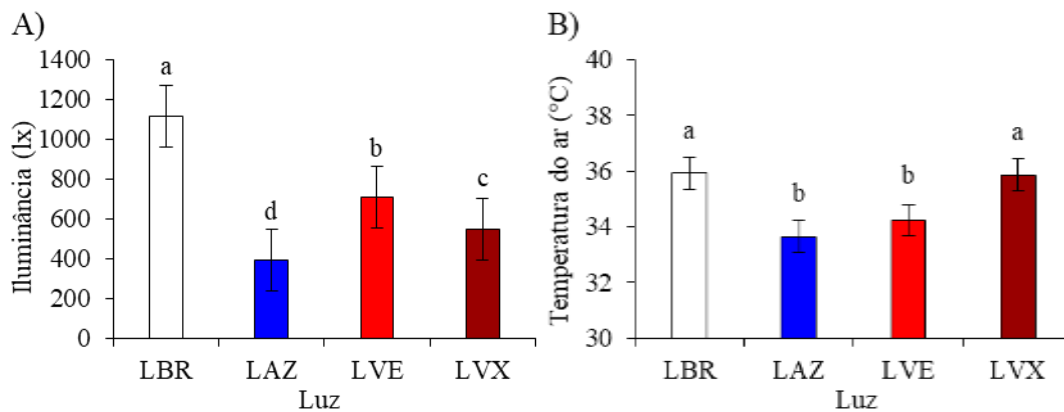 A)
Iluminância (lx)
1400
1200
1000
800
600
400
200
0
a
d
b
c
LBR LAZ LVE LVX
Luz
B)
Temperatura do ar (°C)
40
38
36
34
32
30
a
b
b
a
LBR LAZ LVE LVX
Luz